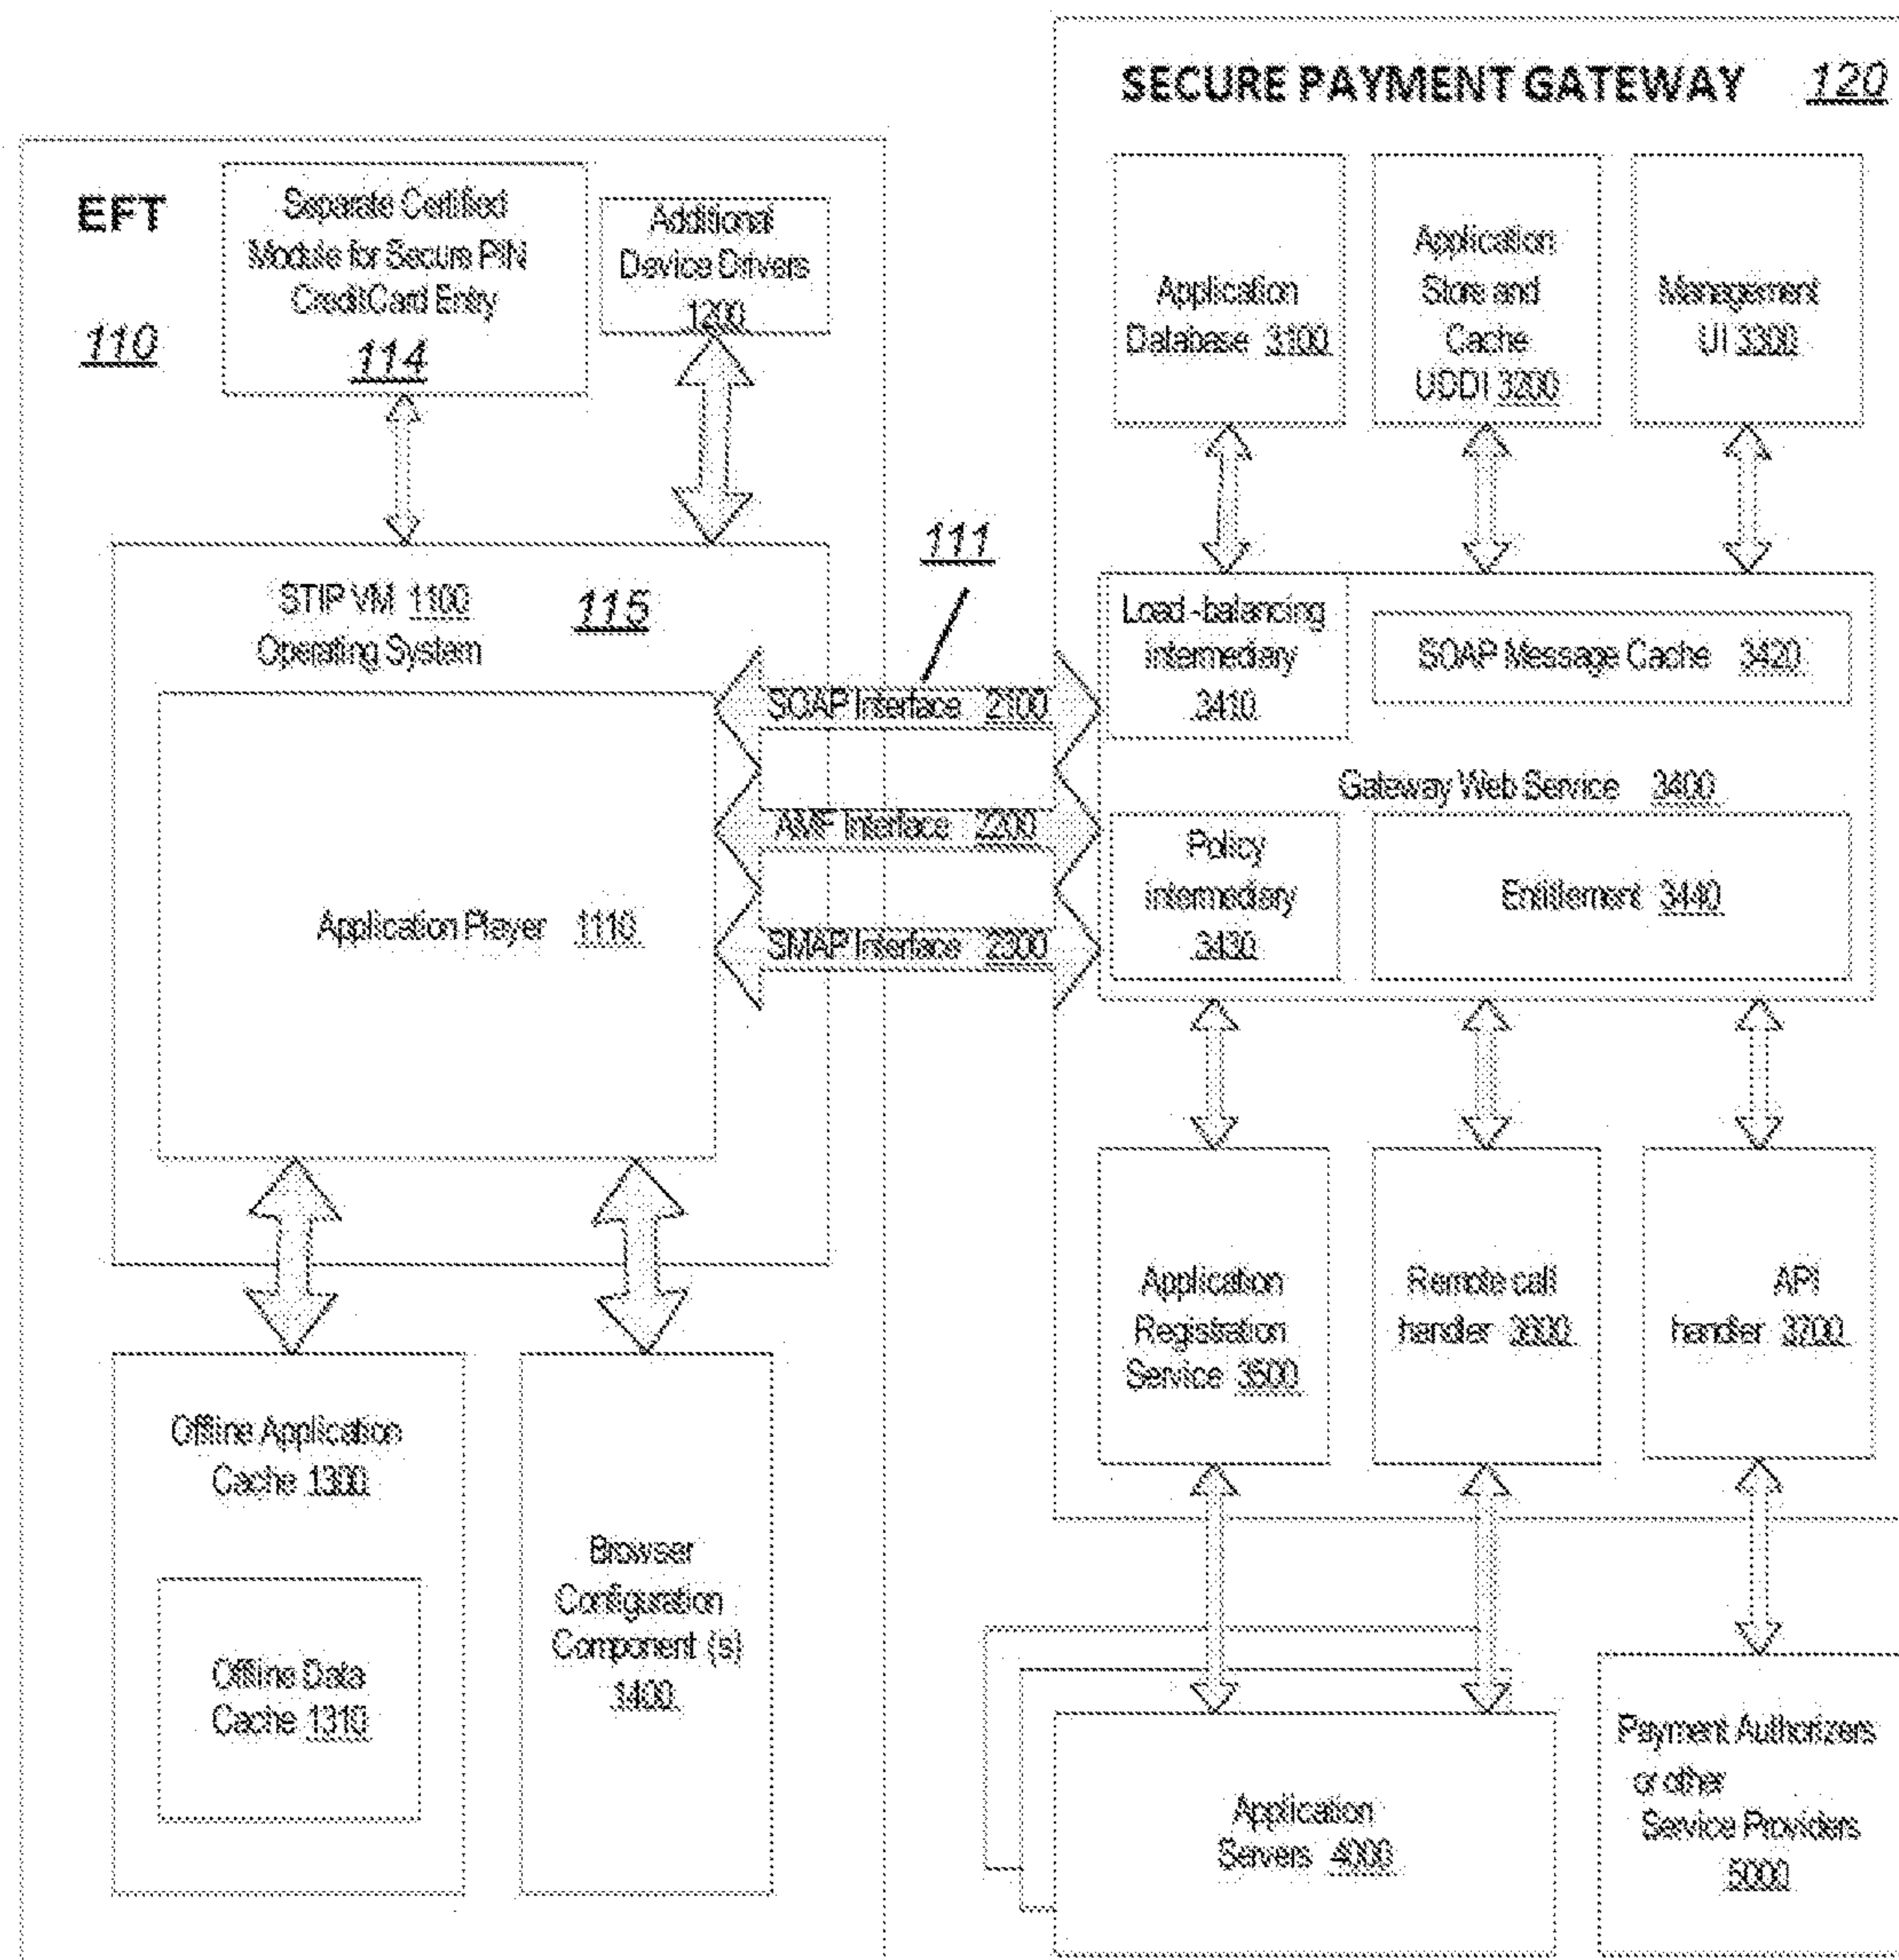 SECURE PAYMENT GATEWAY 120
EFT
110
Separate Certified
Module for Secure PIN
CreditCard Entry
114
Additional
Device Drivers
1200
Application
Database 3100
Application
Store and
Cache
UDDI 3200
Management
UI 3300
111
STIP VM 1100
115
Operating System
Application Player 1110
SOAP Interface 2100
AMF Interface 2200
SMAP Interface 2300
Load-balancing
intermediary
3410
SOAP Message Cache 3420
Gateway Web Service 3400
Policy
intermediary
3430
Entitlement 3440
Application
Registration
Service 3500
Remote call
handler
API
handler 3700
Offline Application
Cache 1300
Offline Data
Cache 1310
Browser
Configuration
Component (s)
1400
Application
Servers 4000
Payment Authorizers
or other
Service Providers
5000